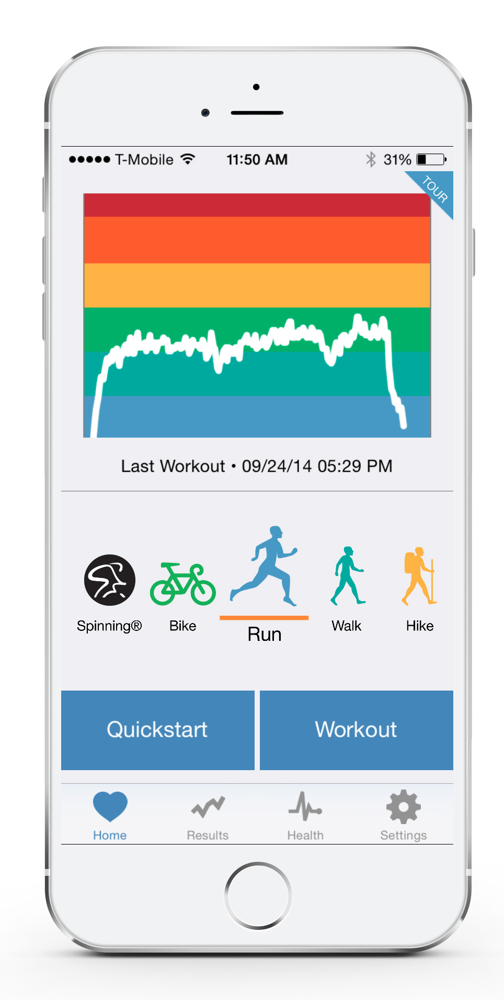 ●●●●● T-Mobile 11:50 AM 31%
TOUR
Last Workout • 09/24/14 05:29 PM
Spinning® Bike Run Walk Hike
Quickstart Workout
Home Results Health Settings